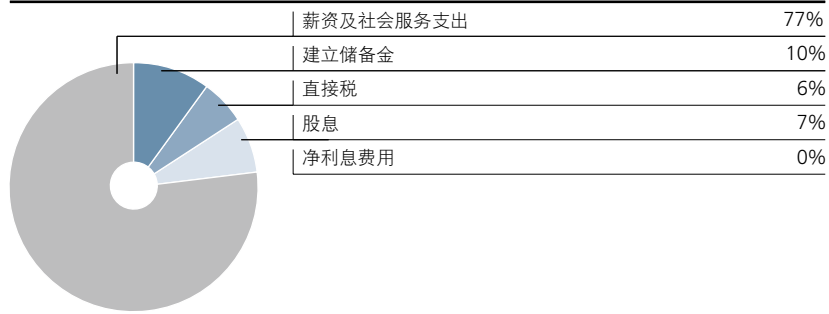 薪资及社会服务支出 77%
建立储备金 10%
直接税 6%
股息 7%
净利息费用 0%